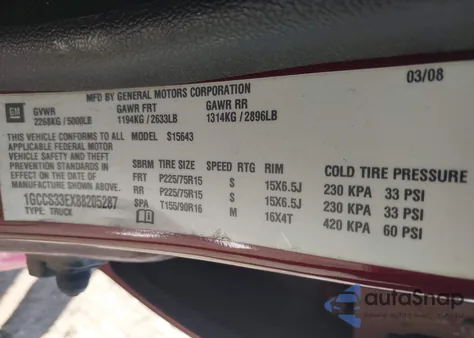 03/08
MFD BY GENERAL MOTORS CORPORATION
GM GVWR GAWR FRT GAWR RR
2268KG/5000LB 1194KG/2633LB 1314KG/2896LB
THIS VEHICLE CONFORMS TO ALL MODEL S15643
APPLICABLE FEDERAL MOTOR
VEHICLE SAFETY AND THEFT
PREVENTION STANDARDS IN
EFFECT ON THE DATE OF
MANUFACTURE SHOWN ABOVE.
1GCCS33EX88205287
TYPE: TRUCK
SBRM TIRE SIZE SPEED RTG RIM COLD TIRE PRESSURE
FRT P225/75R15 S 15X6.5J 230 KPA 33 PSI
RR P225/75R15 S 15X6.5J 230 KPA 33 PSI
SPA T155/90R16 M 16X4T 420 KPA 60 PSI
autoSnap